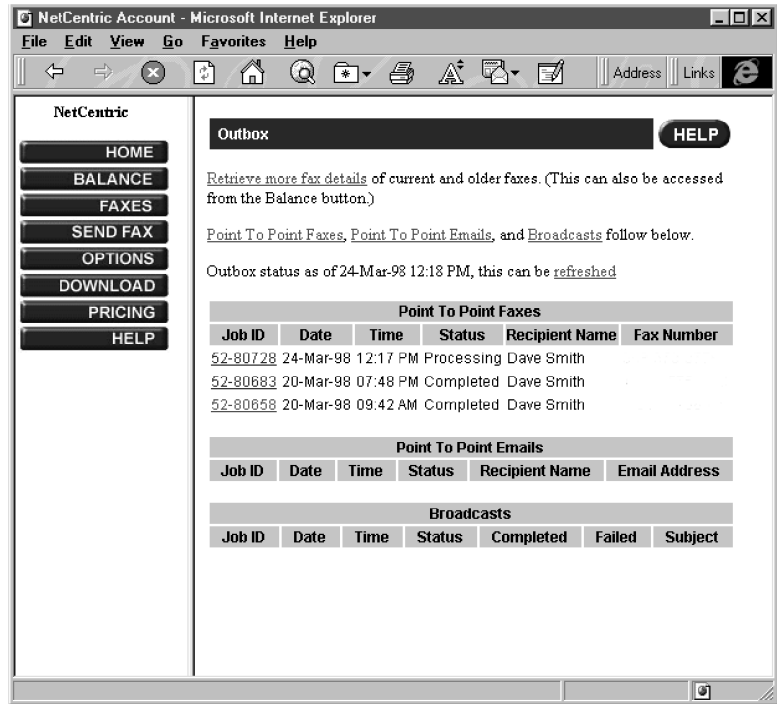 NetCentric Account - Microsoft Internet Explorer
File Edit View Go Favorites Help
Address Links
NetCentric
HOME
BALANCE
FAXES
SEND FAX
OPTIONS
DOWNLOAD
PRICING
HELP
Outbox
HELP
Retrieve more fax details of current and older faxes. (This can also be accessed
from the Balance button.)
Point To Point Faxes, Point To Point Emails, and Broadcasts follow below.
Outbox status as of 24-Mar-98 12:18 PM, this can be refreshed
Point To Point Faxes
Job ID Date Time Status Recipient Name Fax Number
52-80728 24-Mar-98 12:17 PM Processing Dave Smith
52-80683 20-Mar-98 07:48 PM Completed Dave Smith
52-80658 20-Mar-98 09:42 AM Completed Dave Smith
Point To Point Emails
Job ID Date Time Status Recipient Name Email Address
Broadcasts
Job ID Date Time Status Completed Failed Subject